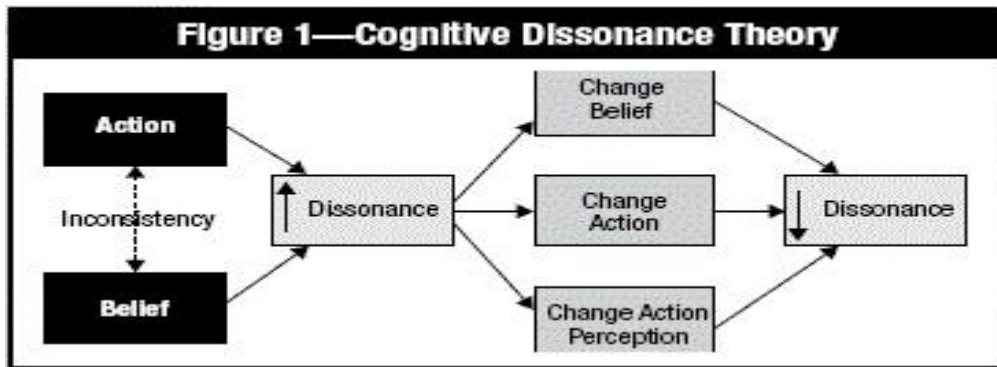 Figure 1—Cognitive Dissonance Theory
Action
Inconsistency
Belief
Dissonance
Change
Belief
Change
Action
Change Action
Perception
Dissonance